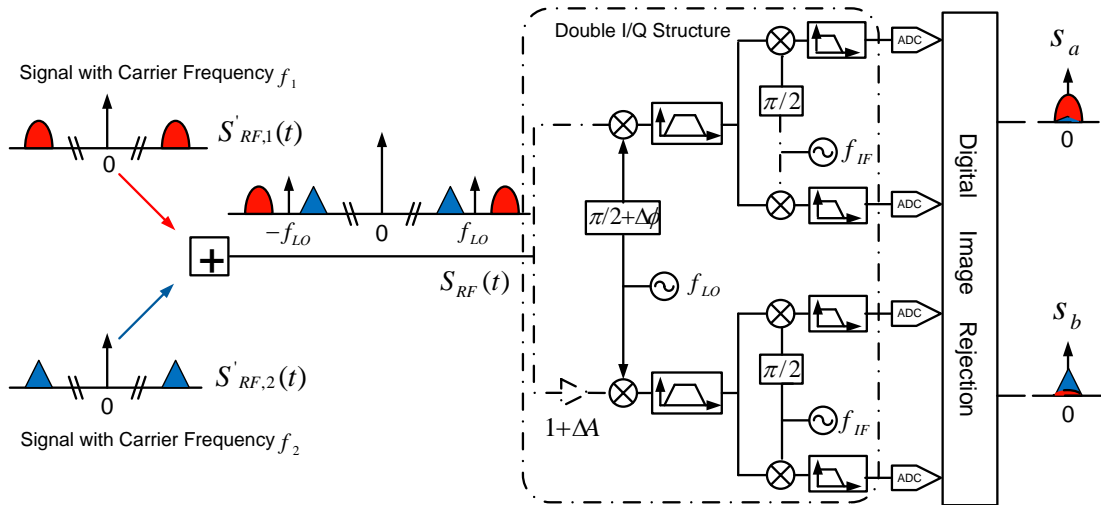 Signal with Carrier Frequency f₁
S'RF,1(t)
0
−fLO
0
fLO
+
SRF(t)
0
S'RF,2(t)
Signal with Carrier Frequency f₂
Double I/Q Structure
π/2
fIF
π/2+Δϕ
fLO
π/2
fIF
1+ΔA
ADC
ADC
ADC
ADC
Digital Image Rejection
Sa
0
Sb
0